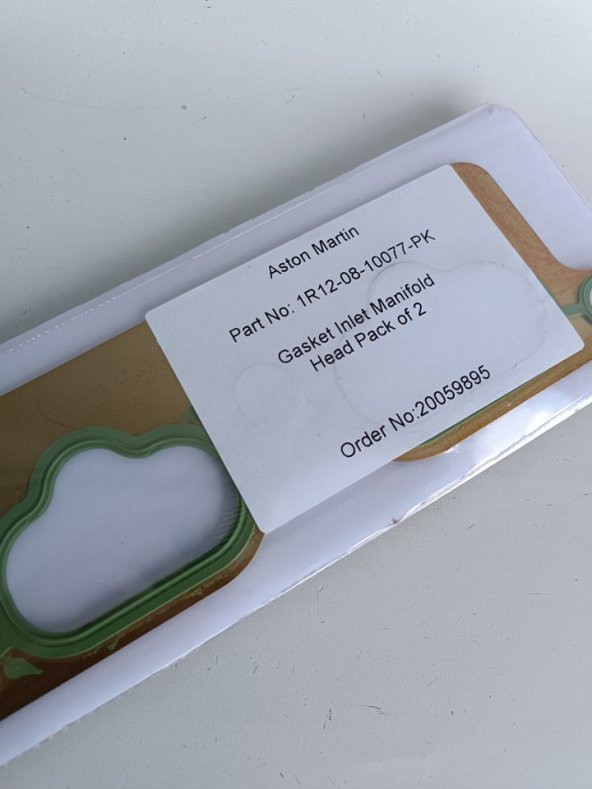 Aston Martin
Part No: 1R12-08-10077-PK
Gasket Inlet Manifold
Head Pack of 2
Order No:20059895